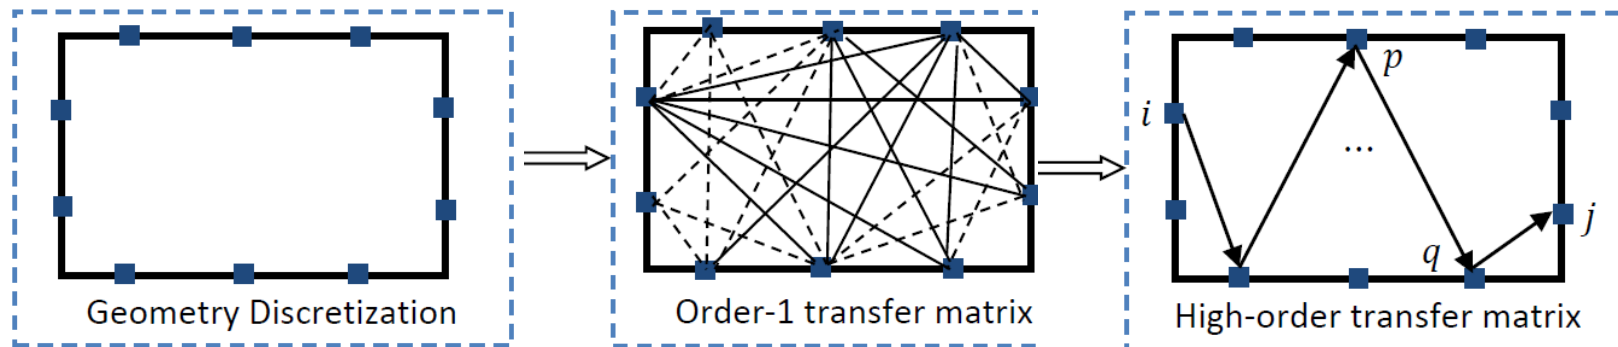 Geometry Discretization
Order-1 transfer matrix
i
p
...
q
j
High-order transfer matrix